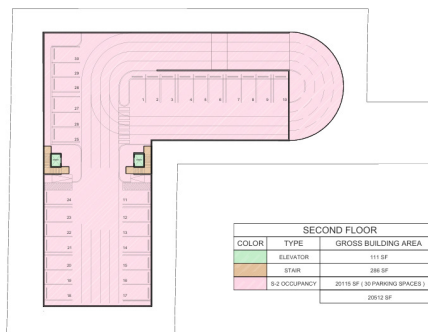 30
29
28
27
26
25
1 2 3 4 5 6 7 8 9 10
24 11
23 12
22 13
21 14
20 15
19 16
18 17
SECOND FLOOR
COLOR TYPE GROSS BUILDING AREA
ELEVATOR 111 SF
STAIR 286 SF
S-2 OCCUPANCY 20115 SF ( 30 PARKING SPACES )
20512 SF